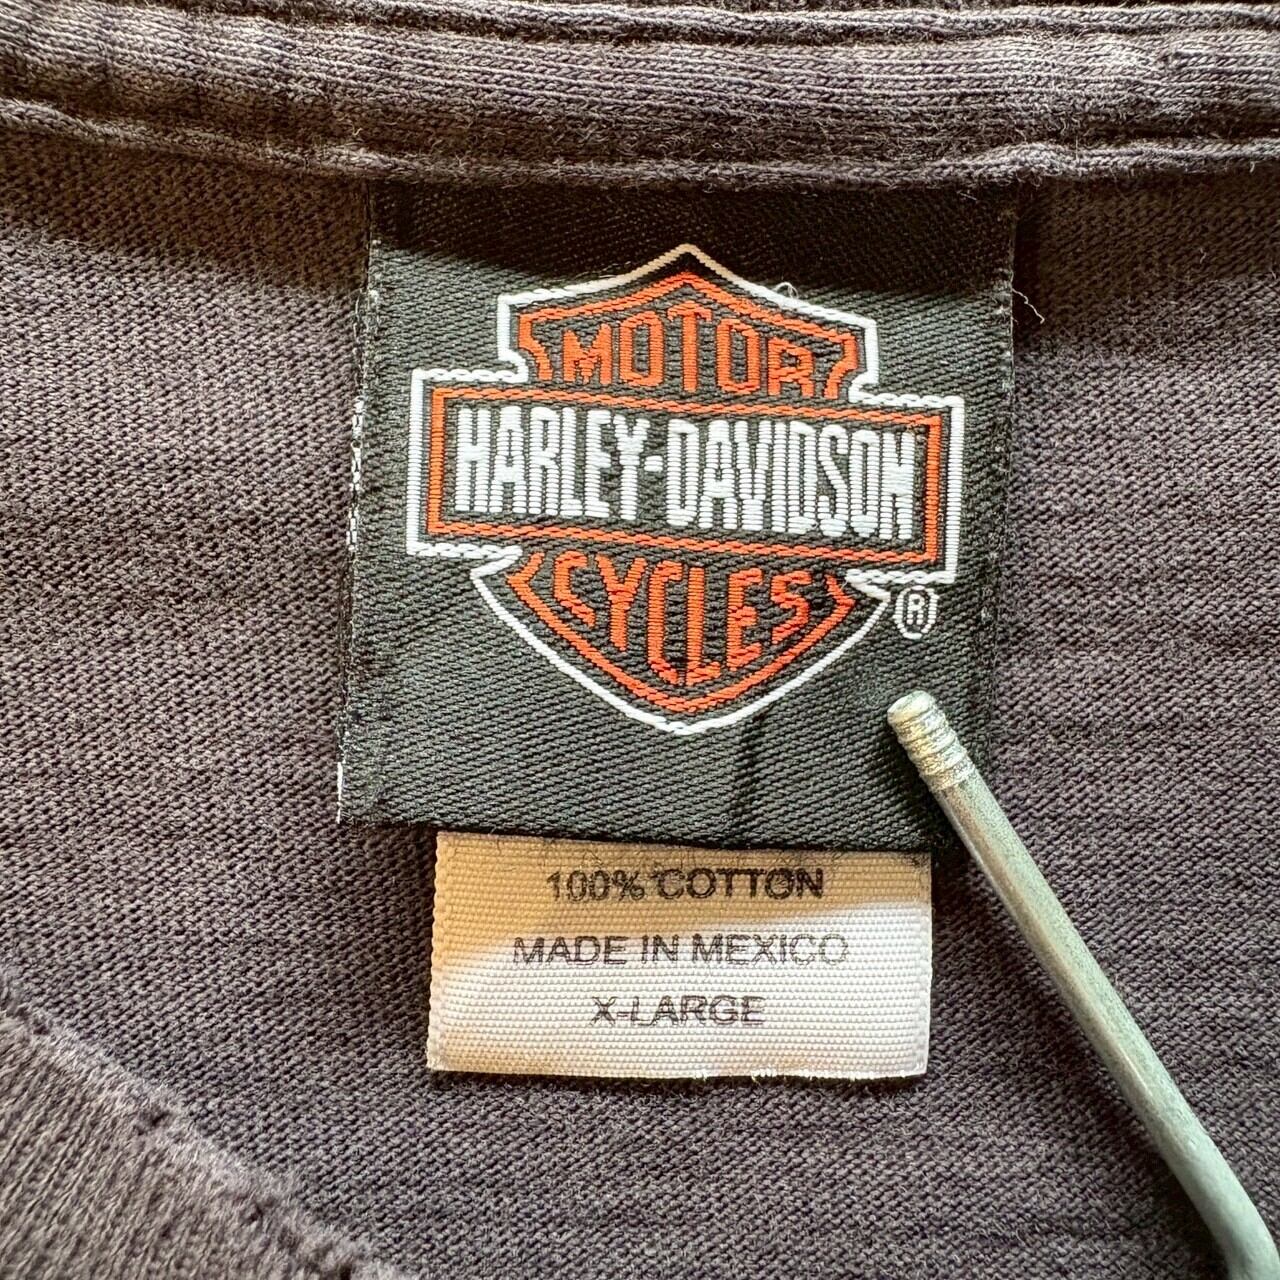 MOTOR
HARLEY-DAVIDSON
CYCLES
®
100% COTTON
MADE IN MEXICO
X-LARGE